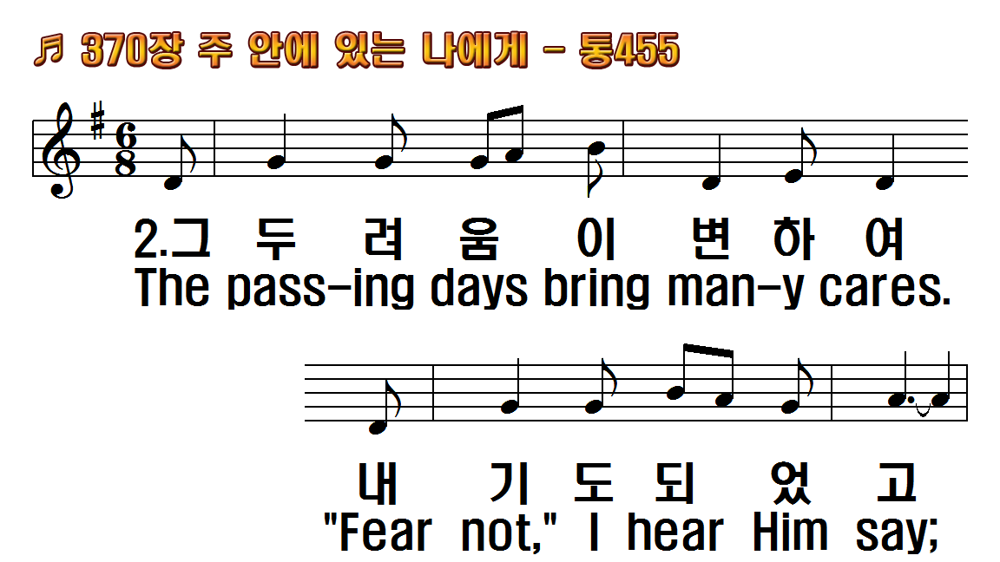 ♬ 370장 주 안에 있는 나에게 - 통455
6
8
2.그 두 려 움 이 변 하 여
The pass-ing days bring man-y cares.
내 기 도 되 었 고
"Fear not," I hear Him say;